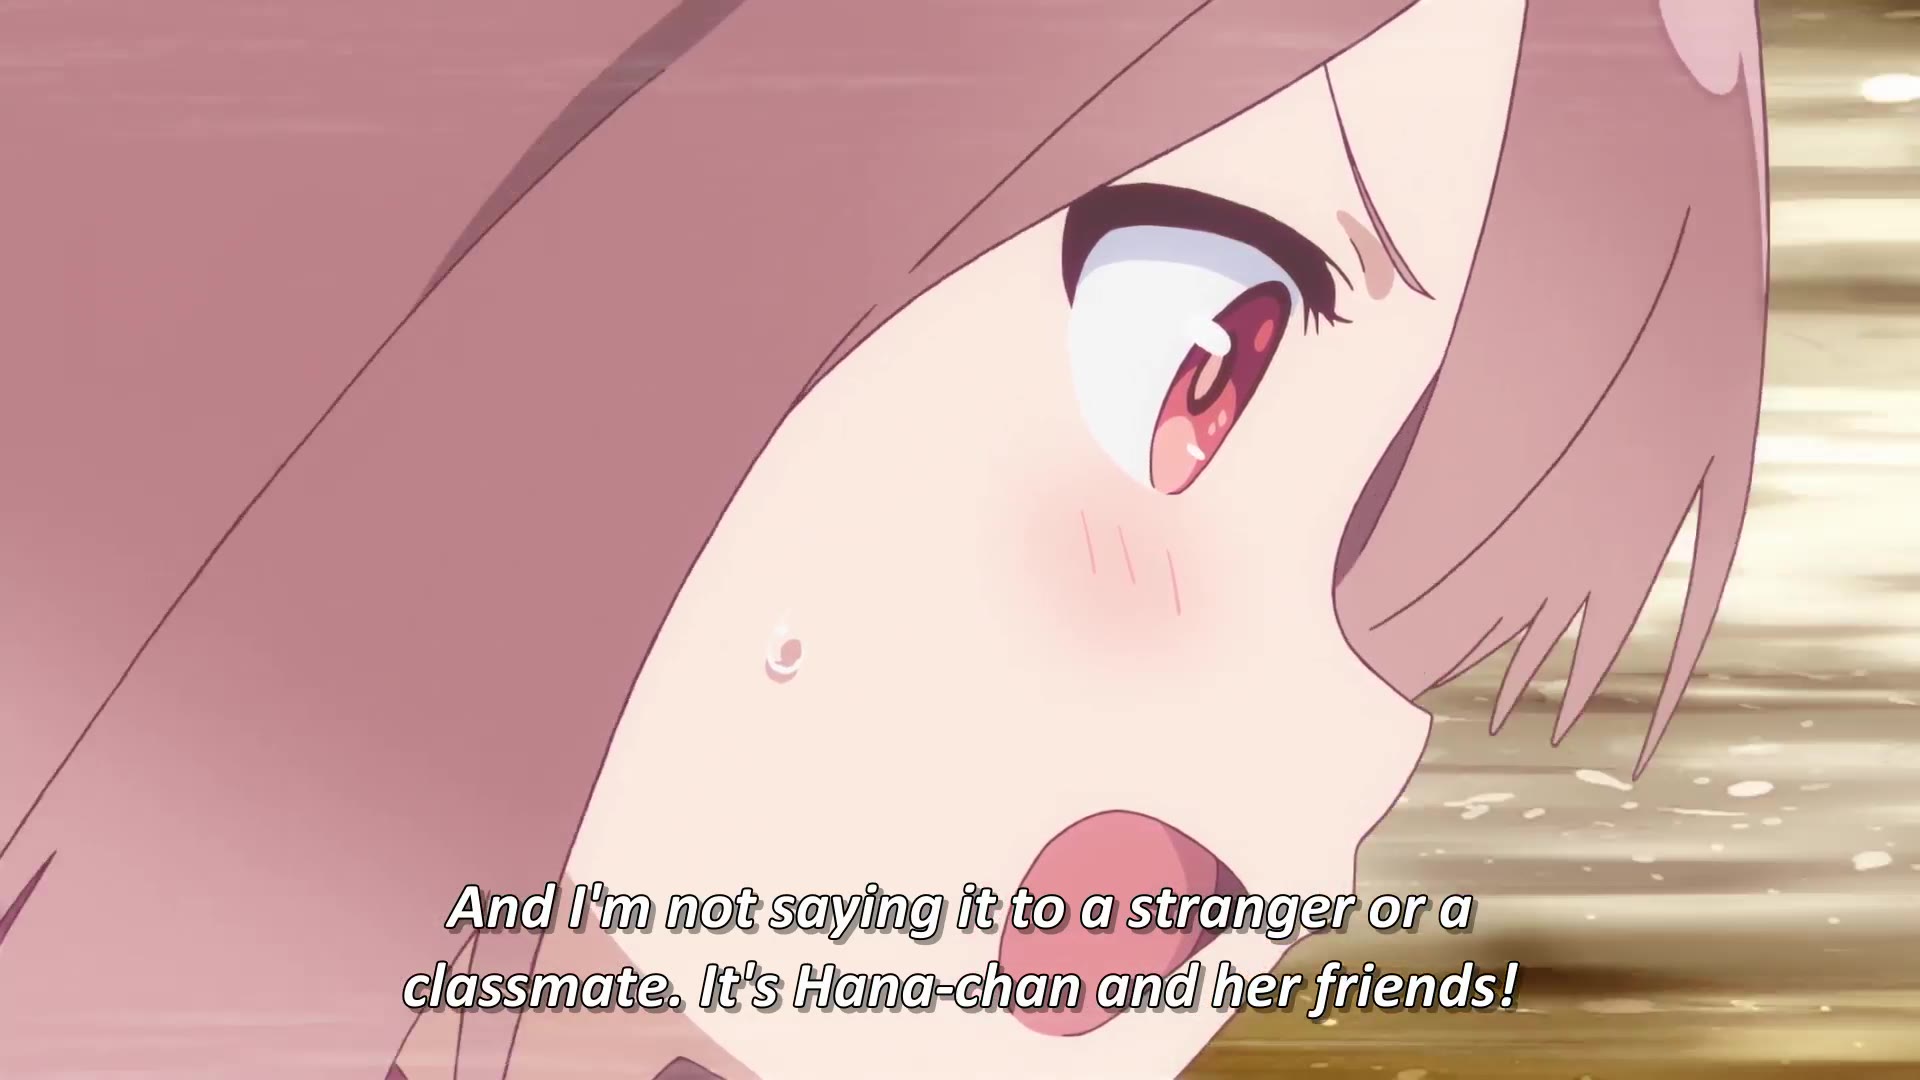 And I'm not saying it to a stranger or a
classmate. It's Hana-chan and her friends!